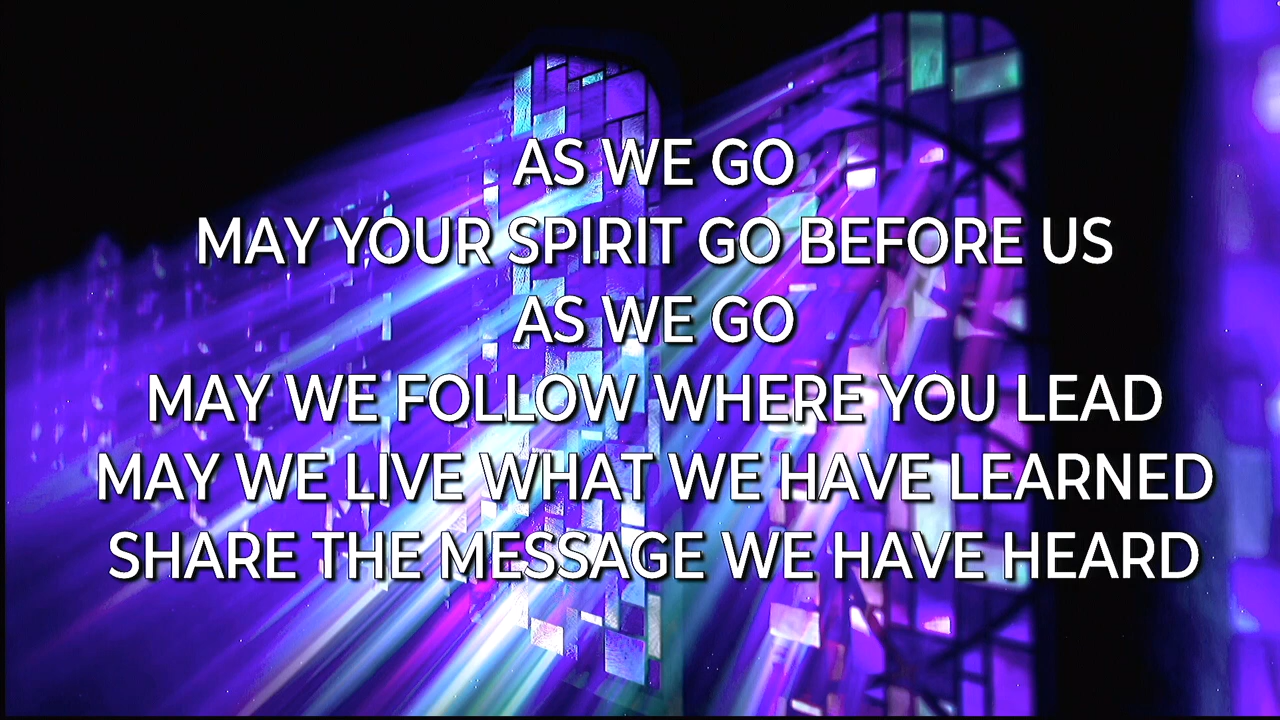 AS WE GO
MAY YOUR SPIRIT GO BEFORE US
AS WE GO
MAY WE FOLLOW WHERE YOU LEAD
MAY WE LIVE WHAT WE HAVE LEARNED
SHARE THE MESSAGE WE HAVE HEARD